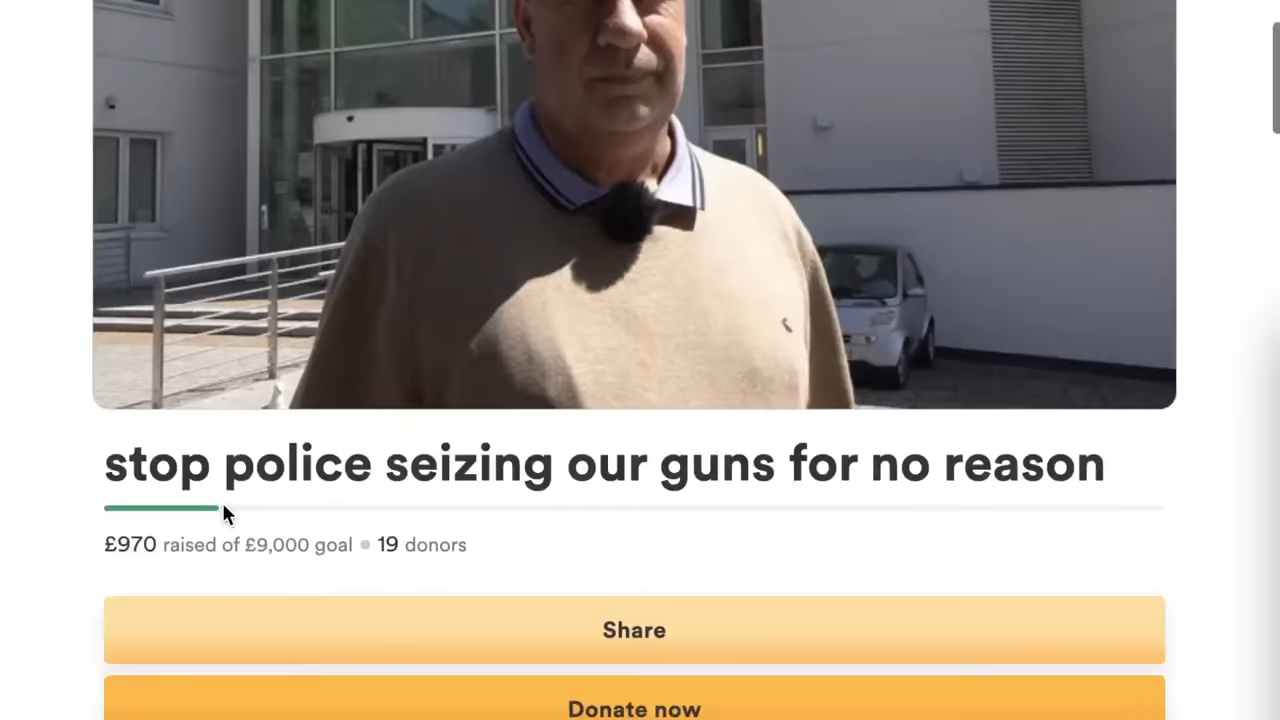 stop police seizing our guns for no reason
£970 raised of £9,000 goal 19 donors
Share
Donate now